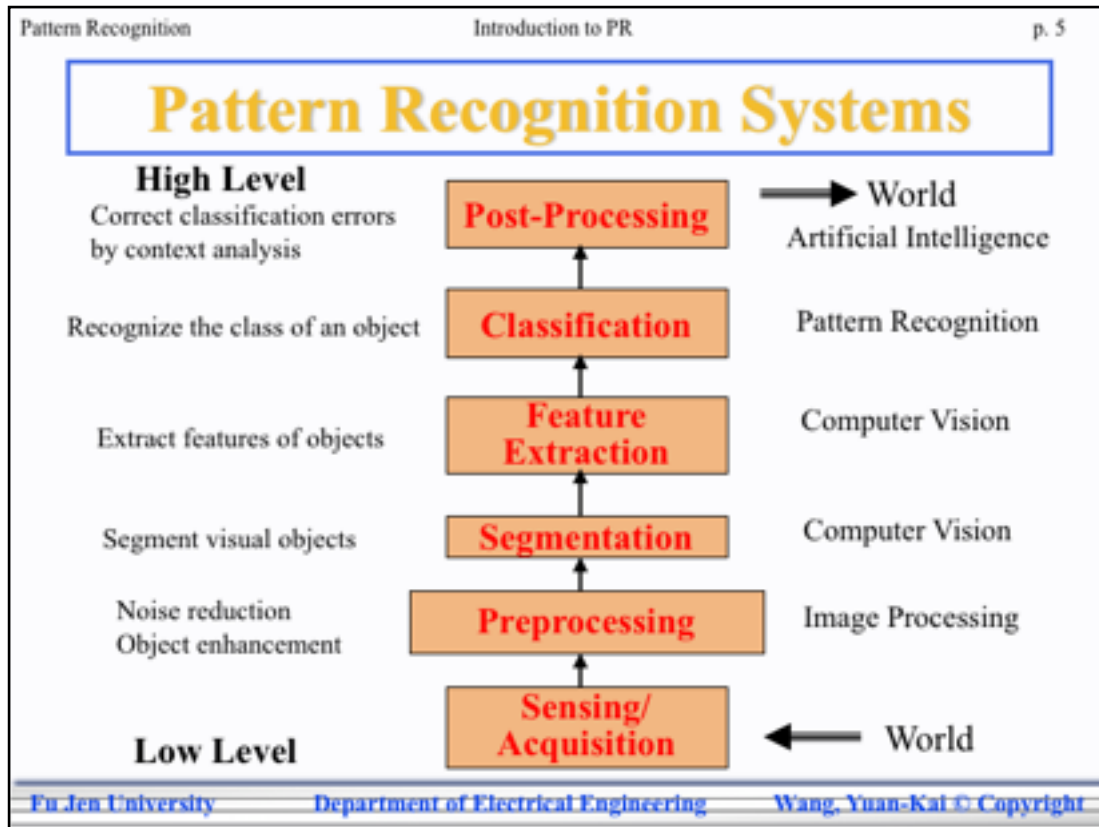 Pattern Recognition Introduction to PR p. 5
Pattern Recognition Systems
High Level
Correct classification errors
by context analysis
Post-Processing
World
Artificial Intelligence
Recognize the class of an object
Classification
Pattern Recognition
Extract features of objects
Feature
Extraction
Computer Vision
Segment visual objects
Segmentation
Computer Vision
Noise reduction
Object enhancement
Preprocessing
Image Processing
Sensing/
Acquisition
World
Low Level
Fu Jen University Department of Electrical Engineering Wang, Yuan-Kai © Copyright